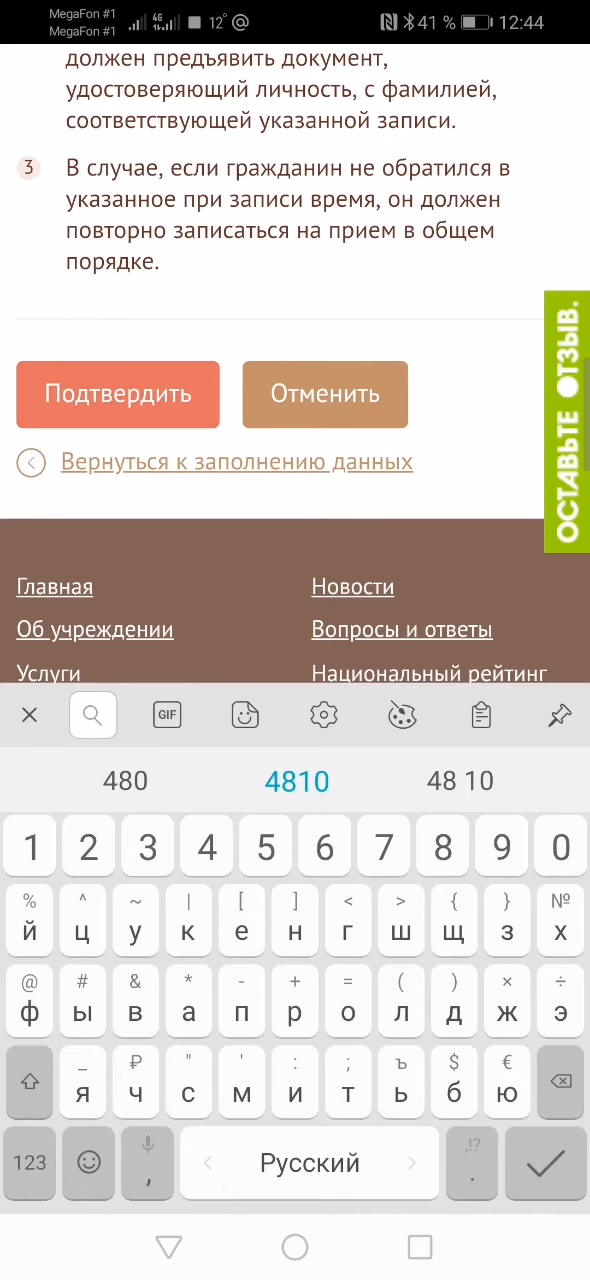 MegaFon #1
MegaFon #1
4G
12°
41 %
12:44
должен предъявить документ,
удостоверяющий личность, с фамилией,
соответствующей указанной записи.
3 В случае, если гражданин не обратился в
указанное при записи время, он должен
повторно записаться на прием в общем
порядке.
ОСТАВЬТЕ ОТЗЫВ.
Подтвердить Отменить
Вернуться к заполнению данных
Главная Новости
Об учреждении Вопросы и ответы
Услуги Национальный рейтинг
GIF
480 4810 48 10
1 2 3 4 5 6 7 8 9 0
% ^ ~ | [ ] < > { } №
й ц у к е н г ш щ з х
@ # & * - + = ( ) × ÷
ф ы в а п р о л д ж э
_ ₽ " ' : ; ъ $ €
я ч с м и т ь б ю
,!?
123 , < Русский > .